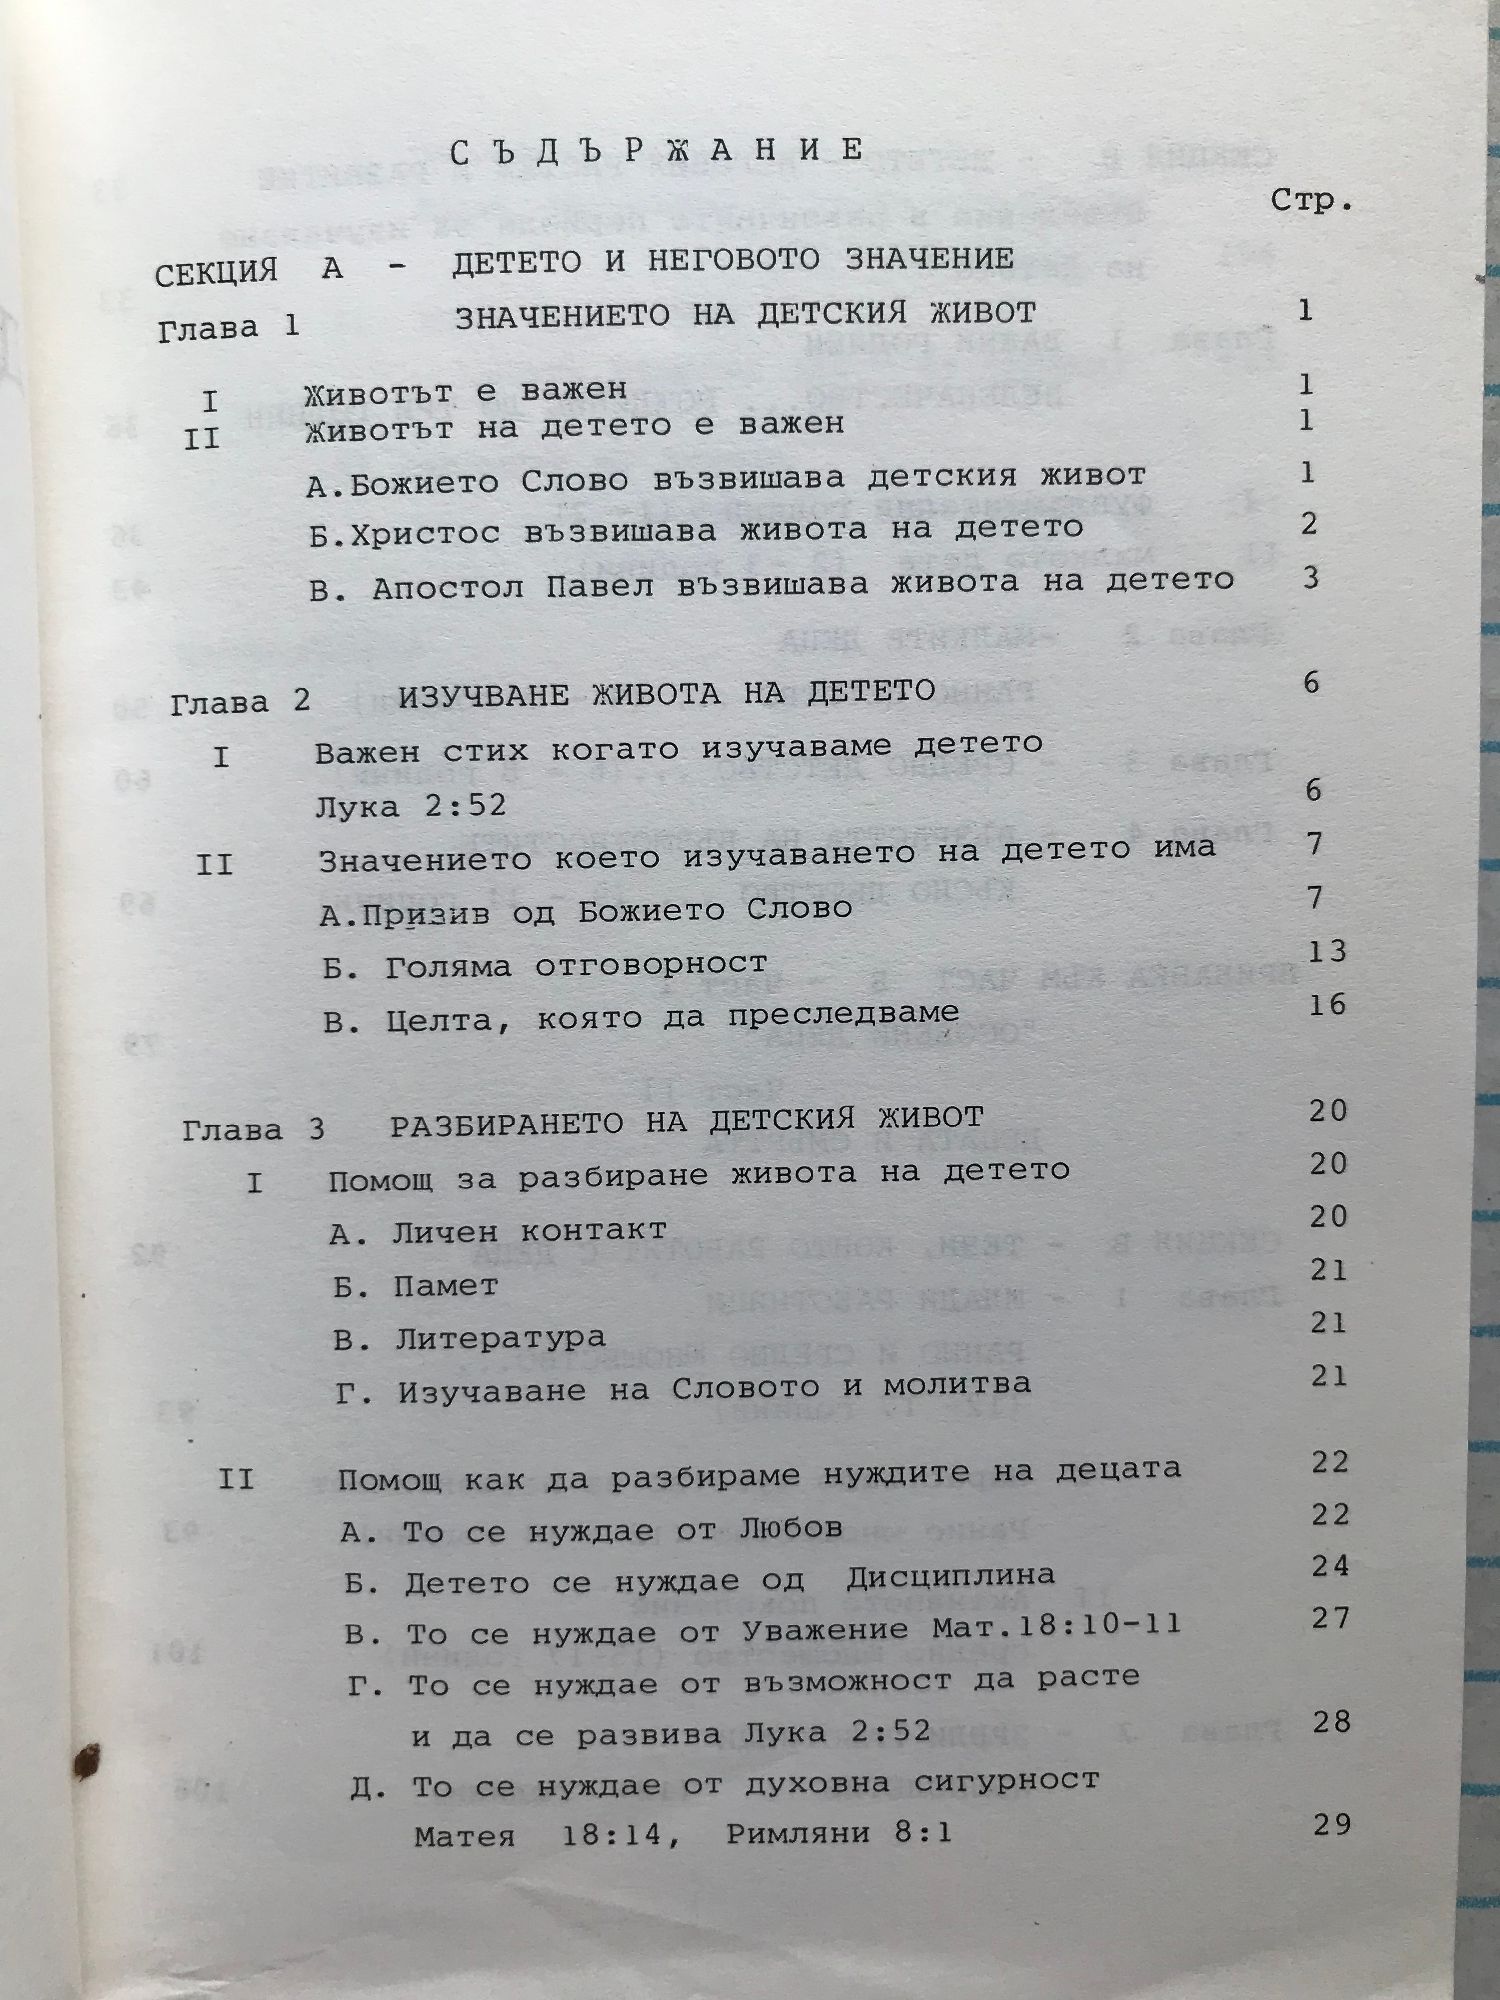 СЪДЪРЖАНИЕ
Стр.
СЕКЦИЯ А - ДЕТЕТО И НЕГОВОТО ЗНАЧЕНИЕ
Глава 1 ЗНАЧЕНИЕТО НА ДЕТСКИЯ ЖИВОТ 1
I Животът е важен 1
II Животът на детето е важен 1
А.Божието Слово възвишава детския живот 1
Б.Христос възвишава живота на детето 2
В. Апостол Павел възвишава живота на детето 3
Глава 2 ИЗУЧВАНЕ ЖИВОТА НА ДЕТЕТО 6
I Важен стих когато изучаваме детето
Лука 2:52 6
II Значението което изучаването на детето има 7
А.Призив од Божието Слово 7
Б. Голяма отговорност 13
В. Целта, която да преследваме 16
Глава 3 РАЗБИРАНЕТО НА ДЕТСКИЯ ЖИВОТ 20
I Помощ за разбиране живота на детето 20
А. Личен контакт 20
Б. Памет 21
В. Литература 21
Г. Изучаване на Словото и молитва 21
II Помощ как да разбираме нуждите на децата 22
А. То се нуждае от Любов 22
Б. Детето се нуждае од Дисциплина 24
В. То се нуждае от Уважение Мат.18:10-11 27
Г. То се нуждае от възможност да расте
и да се развива Лука 2:52 28
Д. То се нуждае от духовна сигурност
Матея 18:14, Римляни 8:1 29